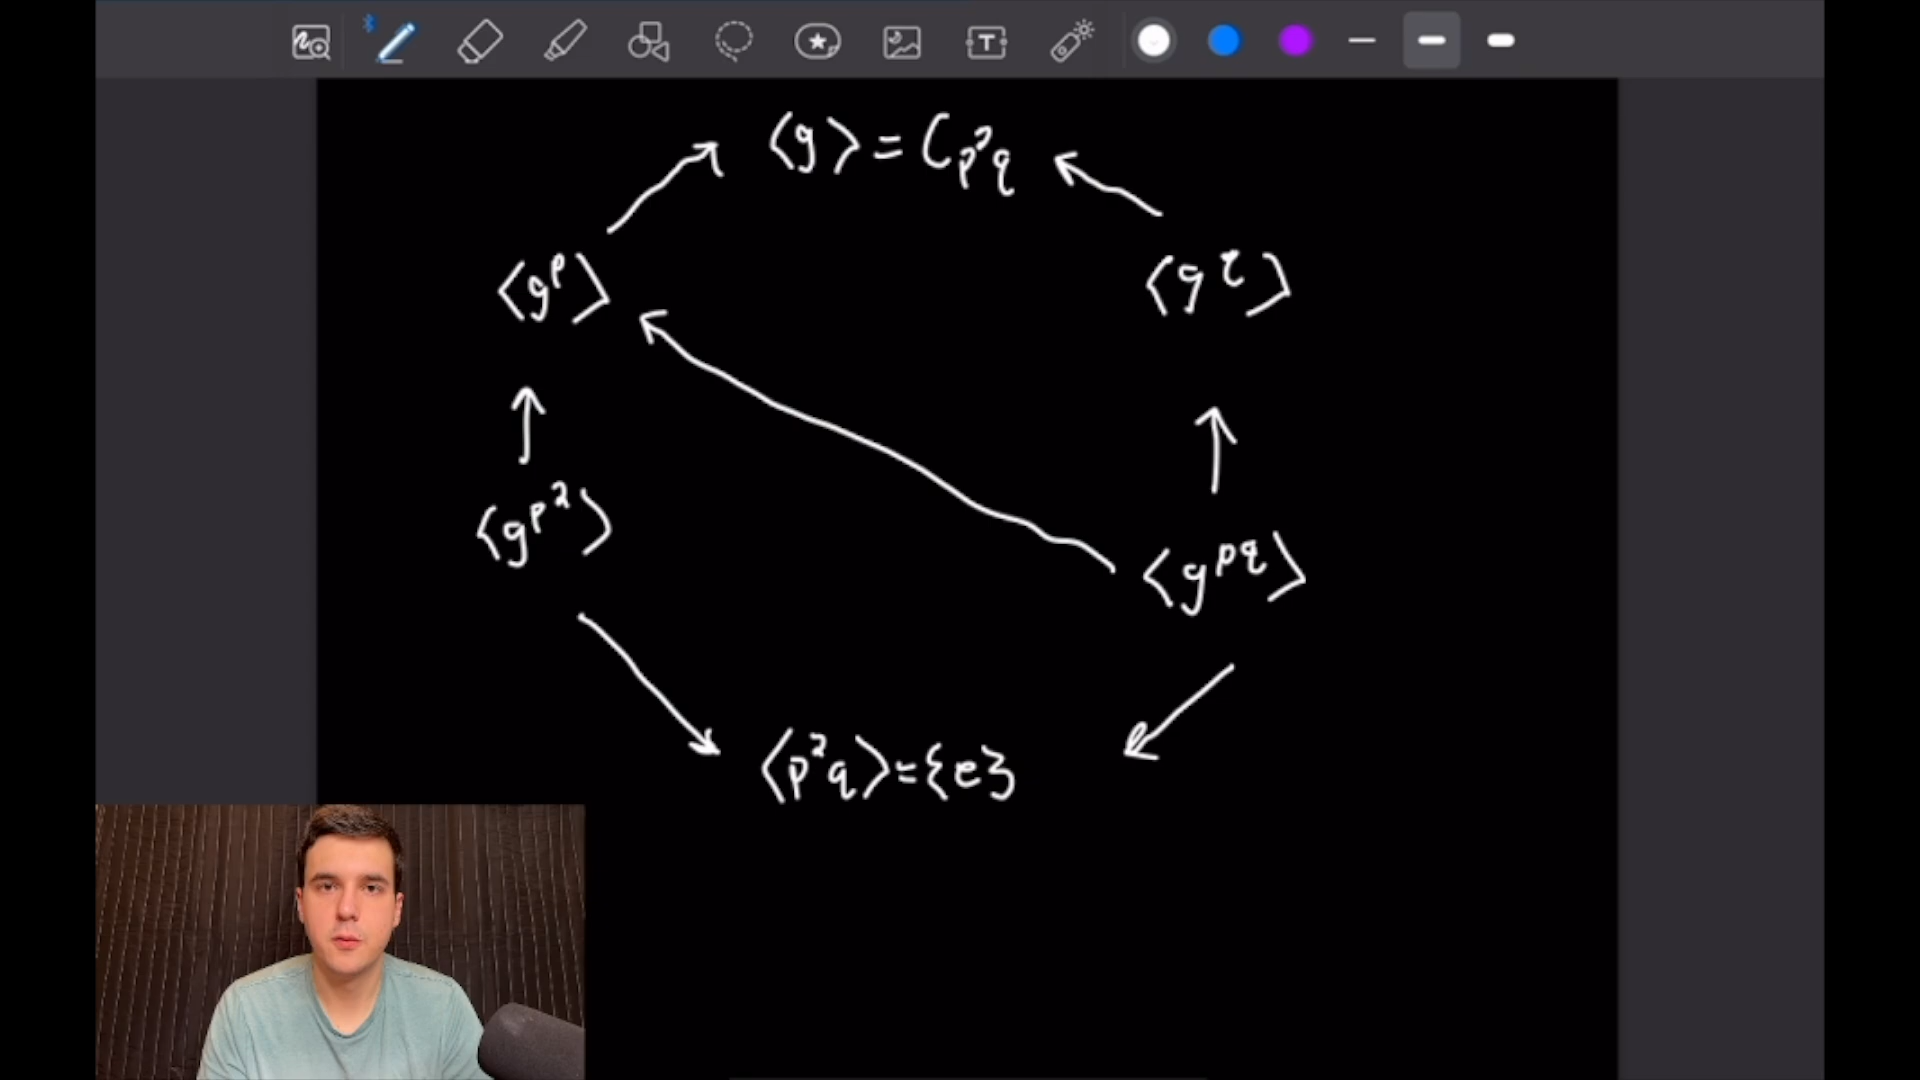 ⟨g⟩ = C_{p²q}
⟨g^p⟩ ⟨g^q⟩
⟨g^{p²}⟩ ⟨g^{pq}⟩
⟨p²q⟩={e}